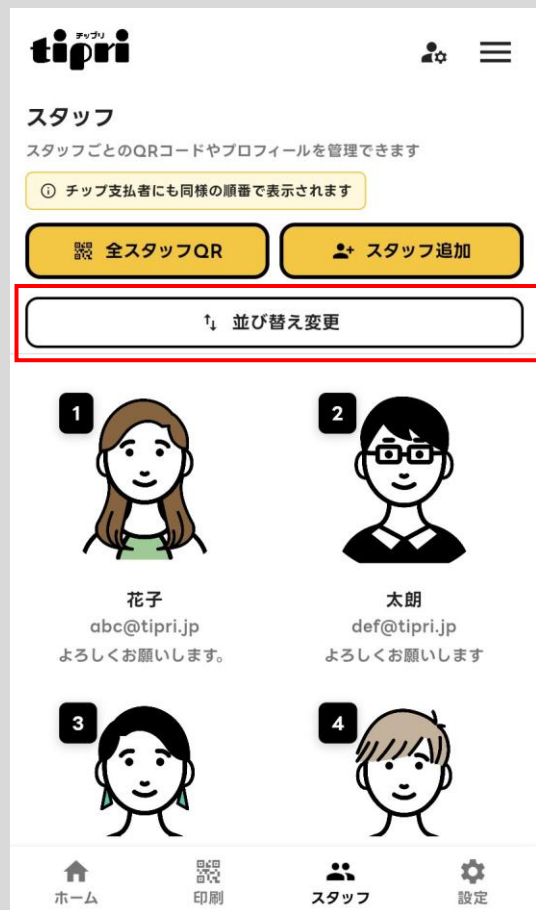 チップリ
tipri
スタッフ
スタッフごとのQRコードやプロフィールを管理できます
チップ支払者にも同様の順番で表示されます
全スタッフQR
スタッフ追加
並び替え変更
1
2
花子
太朗
abc@tipri.jp
def@tipri.jp
よろしくお願いします。
よろしくお願いします
3
4
ホーム
印刷
スタッフ
設定